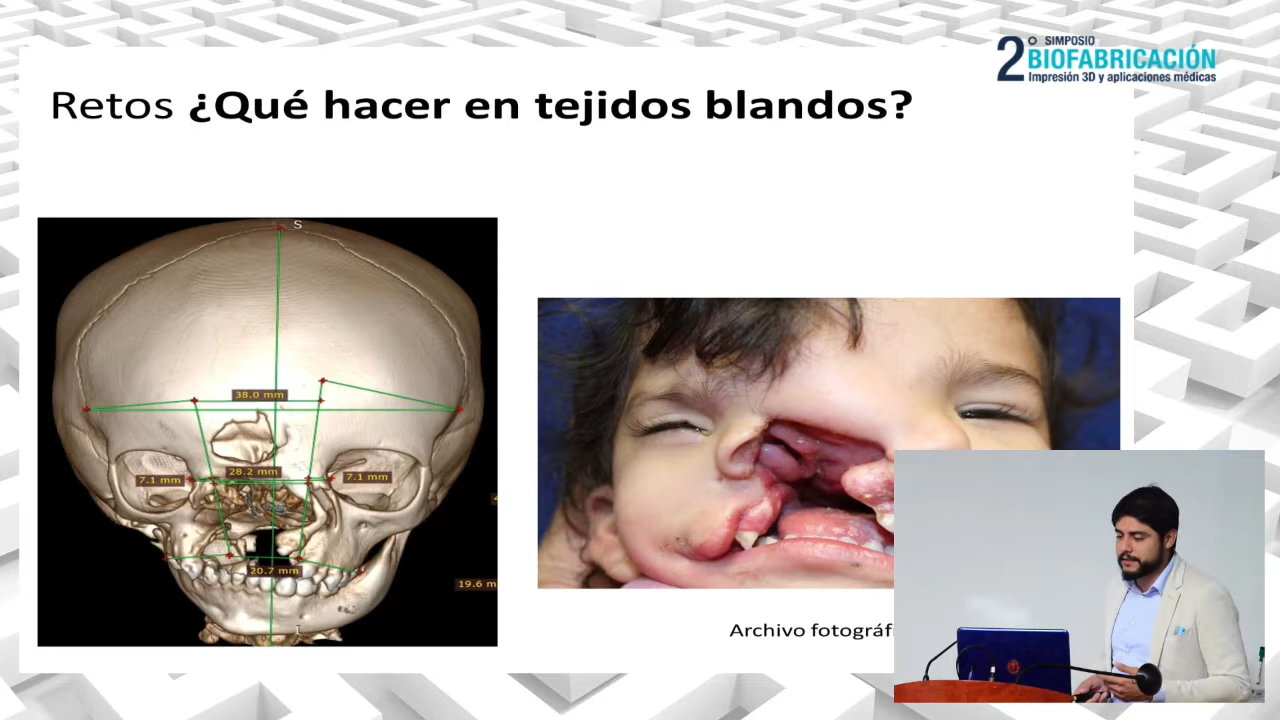 2° SIMPOSIO
BIOFABRICACIÓN
Impresión 3D y aplicaciones médicas
Retos ¿Qué hacer en tejidos blandos?
S
38.0 mm
7.1 mm
28.2 mm
7.1 mm
20.7 mm
19.6 m
Archivo fotográfi